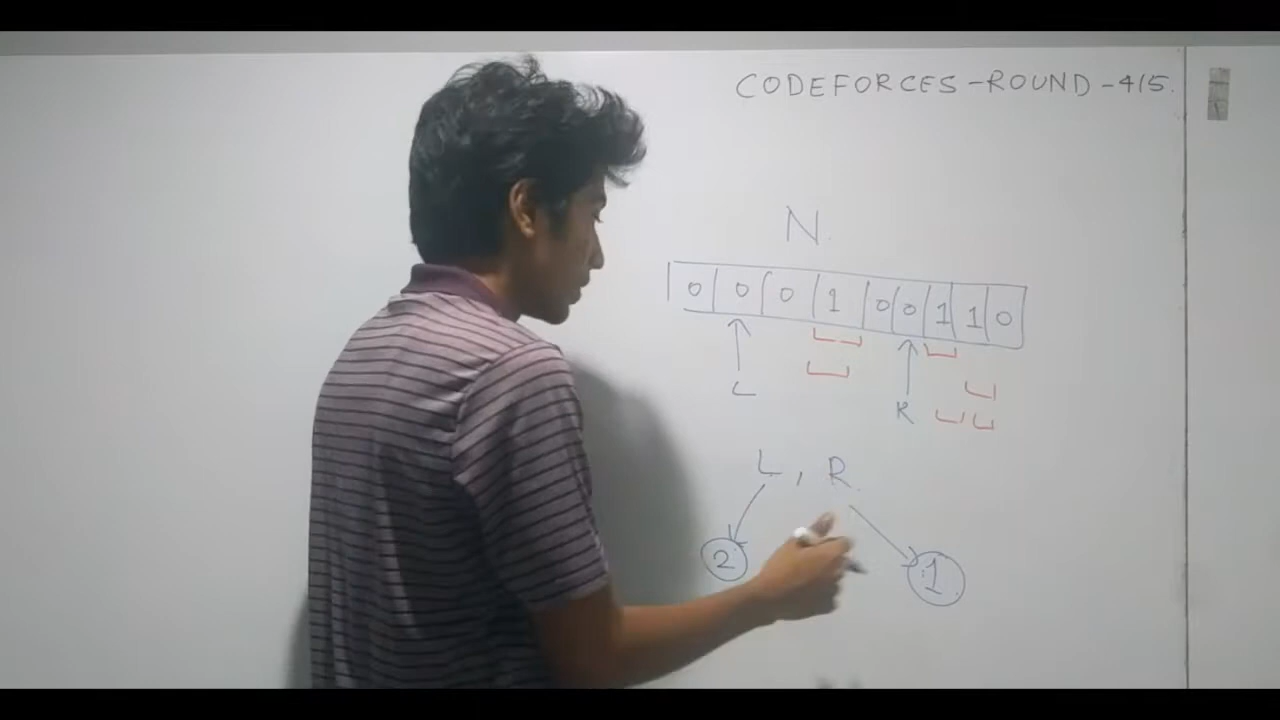 CODEFORCES-ROUND-415.
N.
0 0 0 1 0 0 1 1 0
L
R
L, R.
2 1